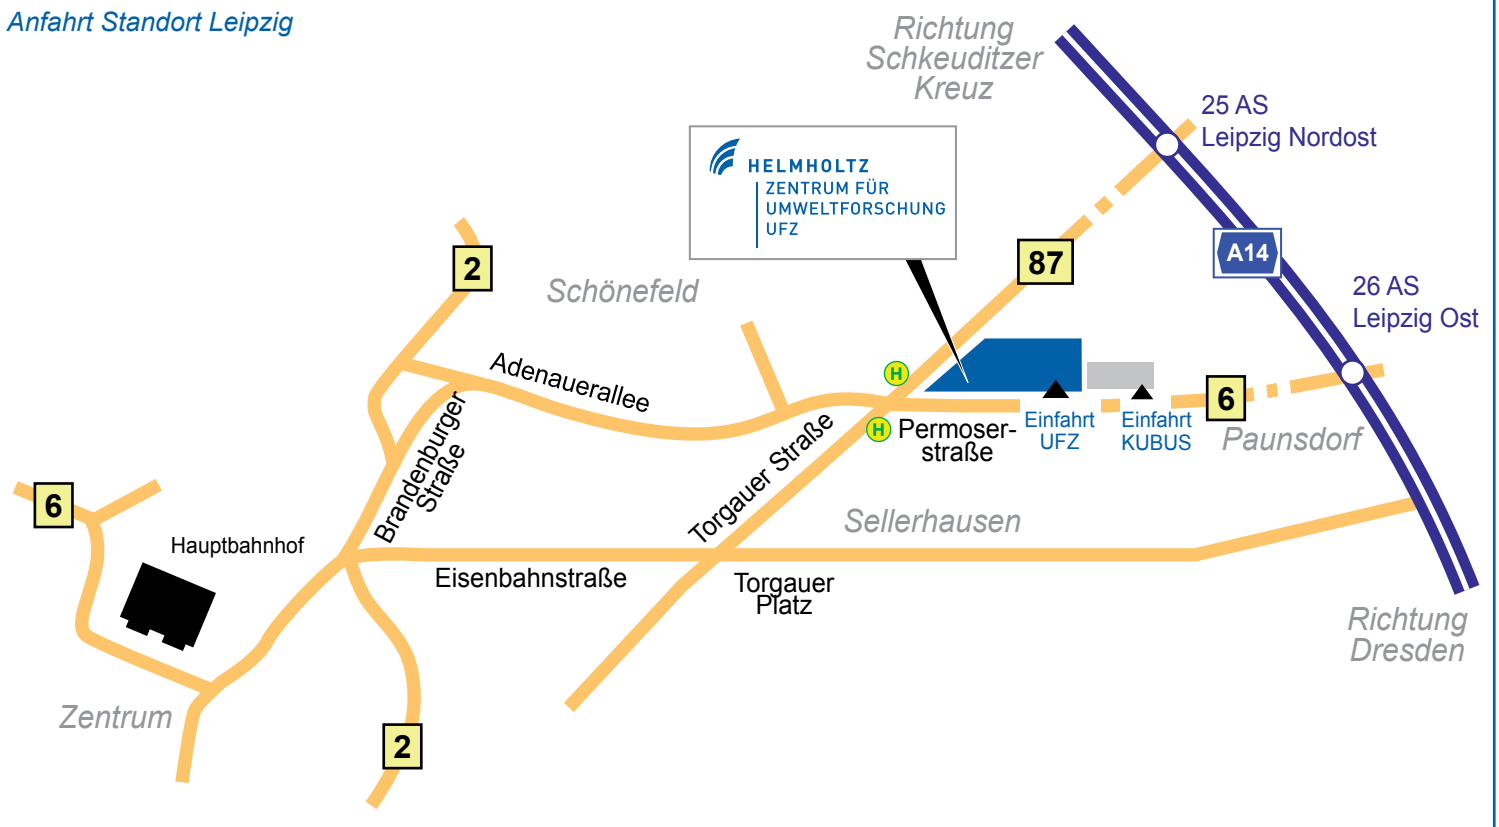 Anfahrt Standort Leipzig
Richtung
Schkeuditzer
Kreuz
25 AS
Leipzig Nordost
HELMHOLTZ
ZENTRUM FÜR
UMWELTFORSCHUNG
UFZ
2
Schönefeld
87
A14
26 AS
Leipzig Ost
Adenauerallee
H
H
Brandenburger
Straße
Torgauer Straße
Permoser-
straße
Einfahrt
UFZ
Einfahrt
KUBUS
6
Paunsdorf
6
Hauptbahnhof
Sellerhausen
Eisenbahnstraße
Torgauer
Platz
Richtung
Dresden
Zentrum
2